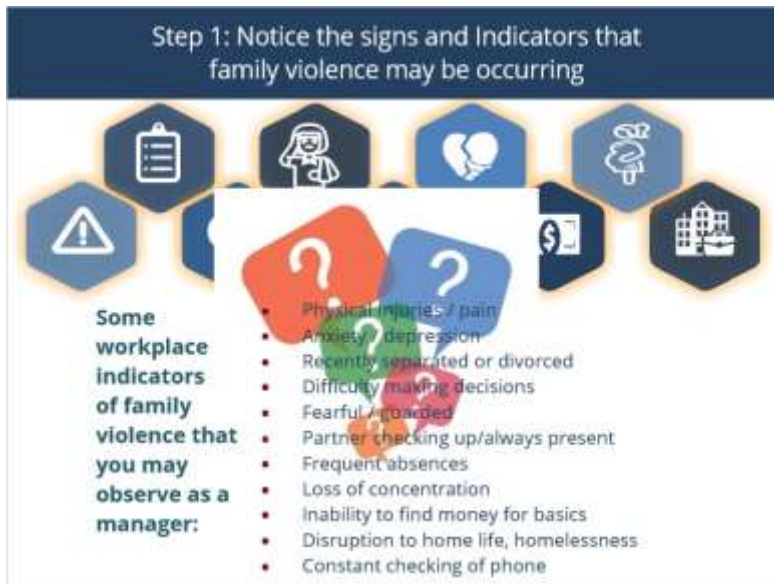 Step 1: Notice the signs and Indicators that
family violence may be occurring
Some
workplace
indicators
of family
violence that
you may
observe as a
manager:
• Physical injuries / pain
• Anxiety / depression
• Recently separated or divorced
• Difficulty making decisions
• Fearful / guarded
• Partner checking up/always present
• Frequent absences
• Loss of concentration
• Inability to find money for basics
• Disruption to home life, homelessness
• Constant checking of phone